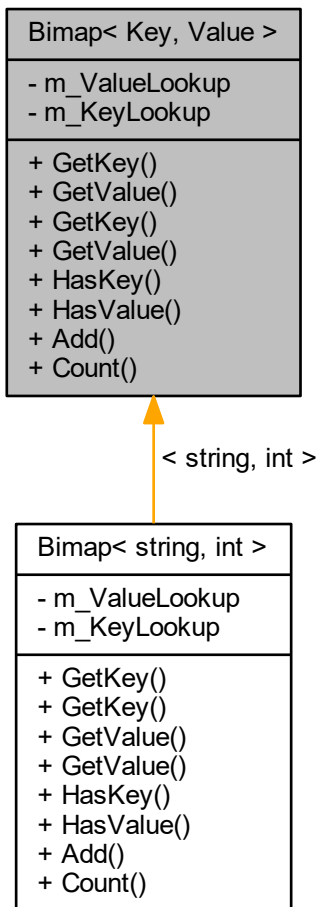 Bimap< Key, Value >
- m_ValueLookup
- m_KeyLookup
+ GetKey()
+ GetValue()
+ GetKey()
+ GetValue()
+ HasKey()
+ HasValue()
+ Add()
+ Count()
< string, int >
Bimap< string, int >
- m_ValueLookup
- m_KeyLookup
+ GetKey()
+ GetKey()
+ GetValue()
+ GetValue()
+ HasKey()
+ HasValue()
+ Add()
+ Count()